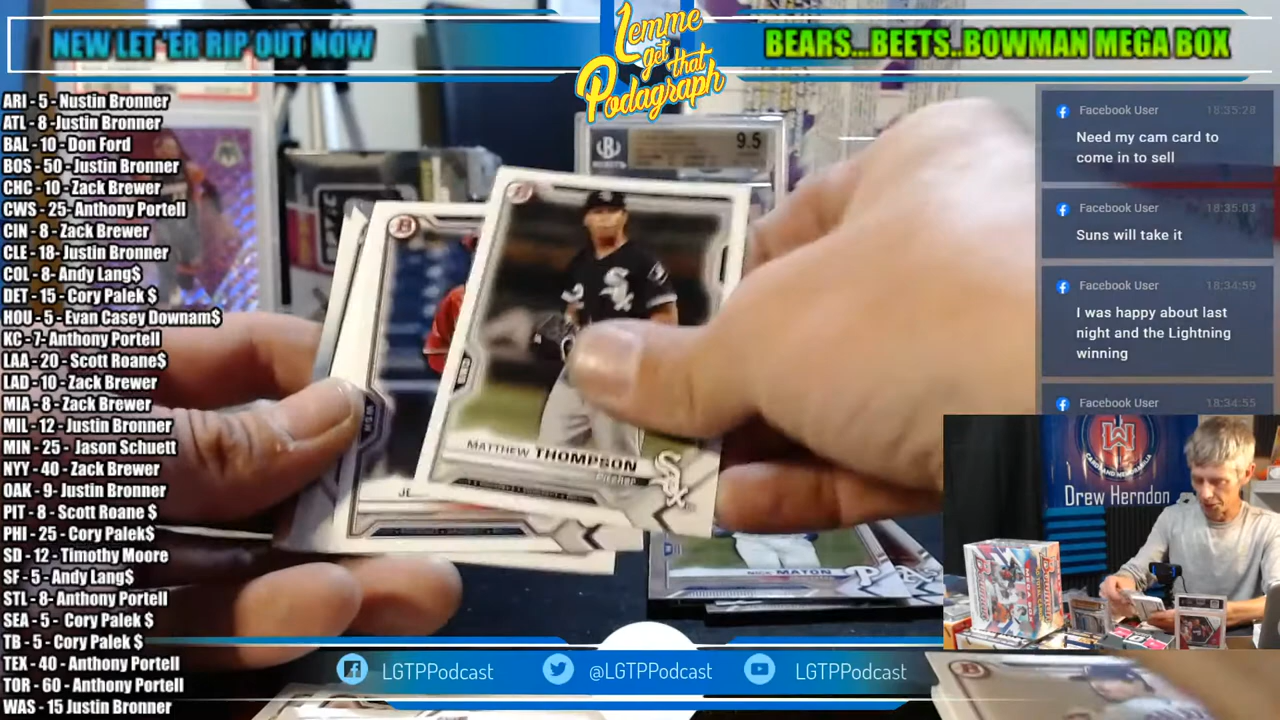 NEW LET 'ER RIP OUT NOW
Lemme
get
that
Podagraph
BEARS...BEETS..BOWMAN MEGA BOX
ARI - 5 - Nustin Bronner
ATL - 8 -Justin Bronner
BAL - 10 - Don Ford
BOS - 50 - Justin Bronner
CHC - 10 - Zack Brewer
CWS - 25- Anthony Portell
CIN - 8 - Zack Brewer
CLE - 18- Justin Bronner
COL - 8- Andy Lang$
DET - 15 - Cory Palek $
HOU - 5 - Evan Casey Downam$
KC - 7- Anthony Portell
LAA - 20 - Scott Roane$
LAD - 10 - Zack Brewer
MIA - 8 - Zack Brewer
MIL - 12 - Justin Bronner
MIN - 25 - Jason Schuett
NYY - 40 - Zack Brewer
OAK - 9- Justin Bronner
PIT - 8 - Scott Roane $
PHI - 25 - Cory Palek$
SD - 12 - Timothy Moore
SF - 5 - Andy Lang$
STL - 8- Anthony Portell
SEA - 5 - Cory Palek $
TB - 5 - Cory Palek $
TEX - 40 - Anthony Portell
TOR - 60 - Anthony Portell
WAS - 15 Justin Bronner
9.5
MATTHEW THOMPSON
Pitcher
Sox
JE
WSH
NICK MATON
Facebook User 18:35:28
Need my cam card to
come in to sell
Facebook User 18:35:03
Suns will take it
Facebook User 18:34:59
I was happy about last
night and the Lightning
winning
Facebook User 18:34:55
Drew Herndon
LGTPPodcast
@LGTPPodcast
LGTPPodcast